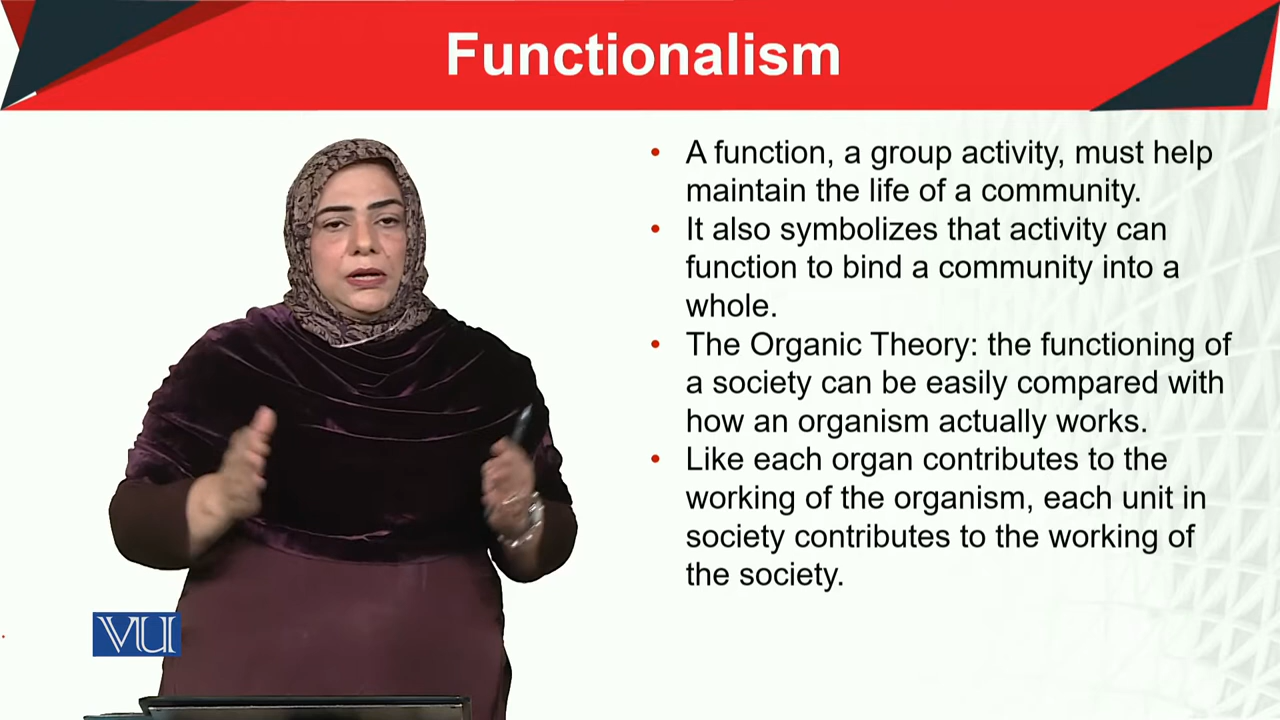 Functionalism
• A function, a group activity, must help
maintain the life of a community.
• It also symbolizes that activity can
function to bind a community into a
whole.
• The Organic Theory: the functioning of
a society can be easily compared with
how an organism actually works.
• Like each organ contributes to the
working of the organism, each unit in
society contributes to the working of
the society.
VU